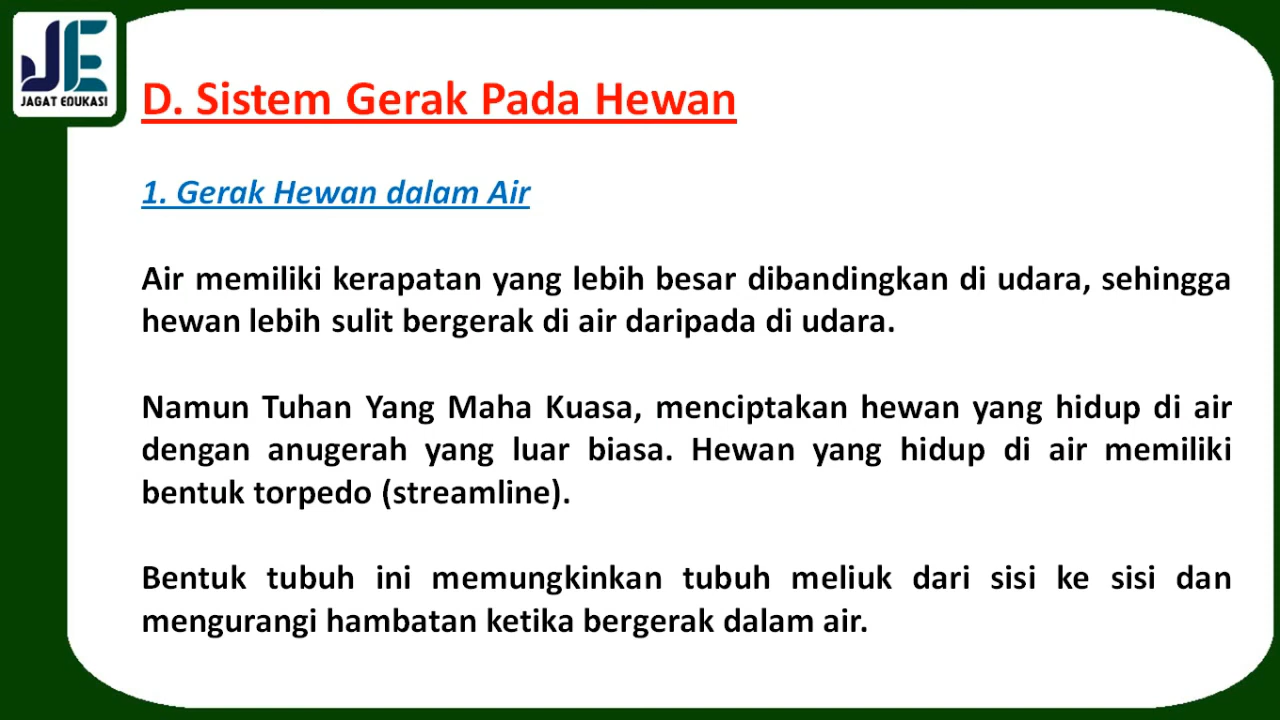 JE
JAGAT EDUKASI
D. Sistem Gerak Pada Hewan
1. Gerak Hewan dalam Air
Air memiliki kerapatan yang lebih besar dibandingkan di udara, sehingga
hewan lebih sulit bergerak di air daripada di udara.
Namun Tuhan Yang Maha Kuasa, menciptakan hewan yang hidup di air
dengan anugerah yang luar biasa. Hewan yang hidup di air memiliki
bentuk torpedo (streamline).
Bentuk tubuh ini memungkinkan tubuh meliuk dari sisi ke sisi dan
mengurangi hambatan ketika bergerak dalam air.